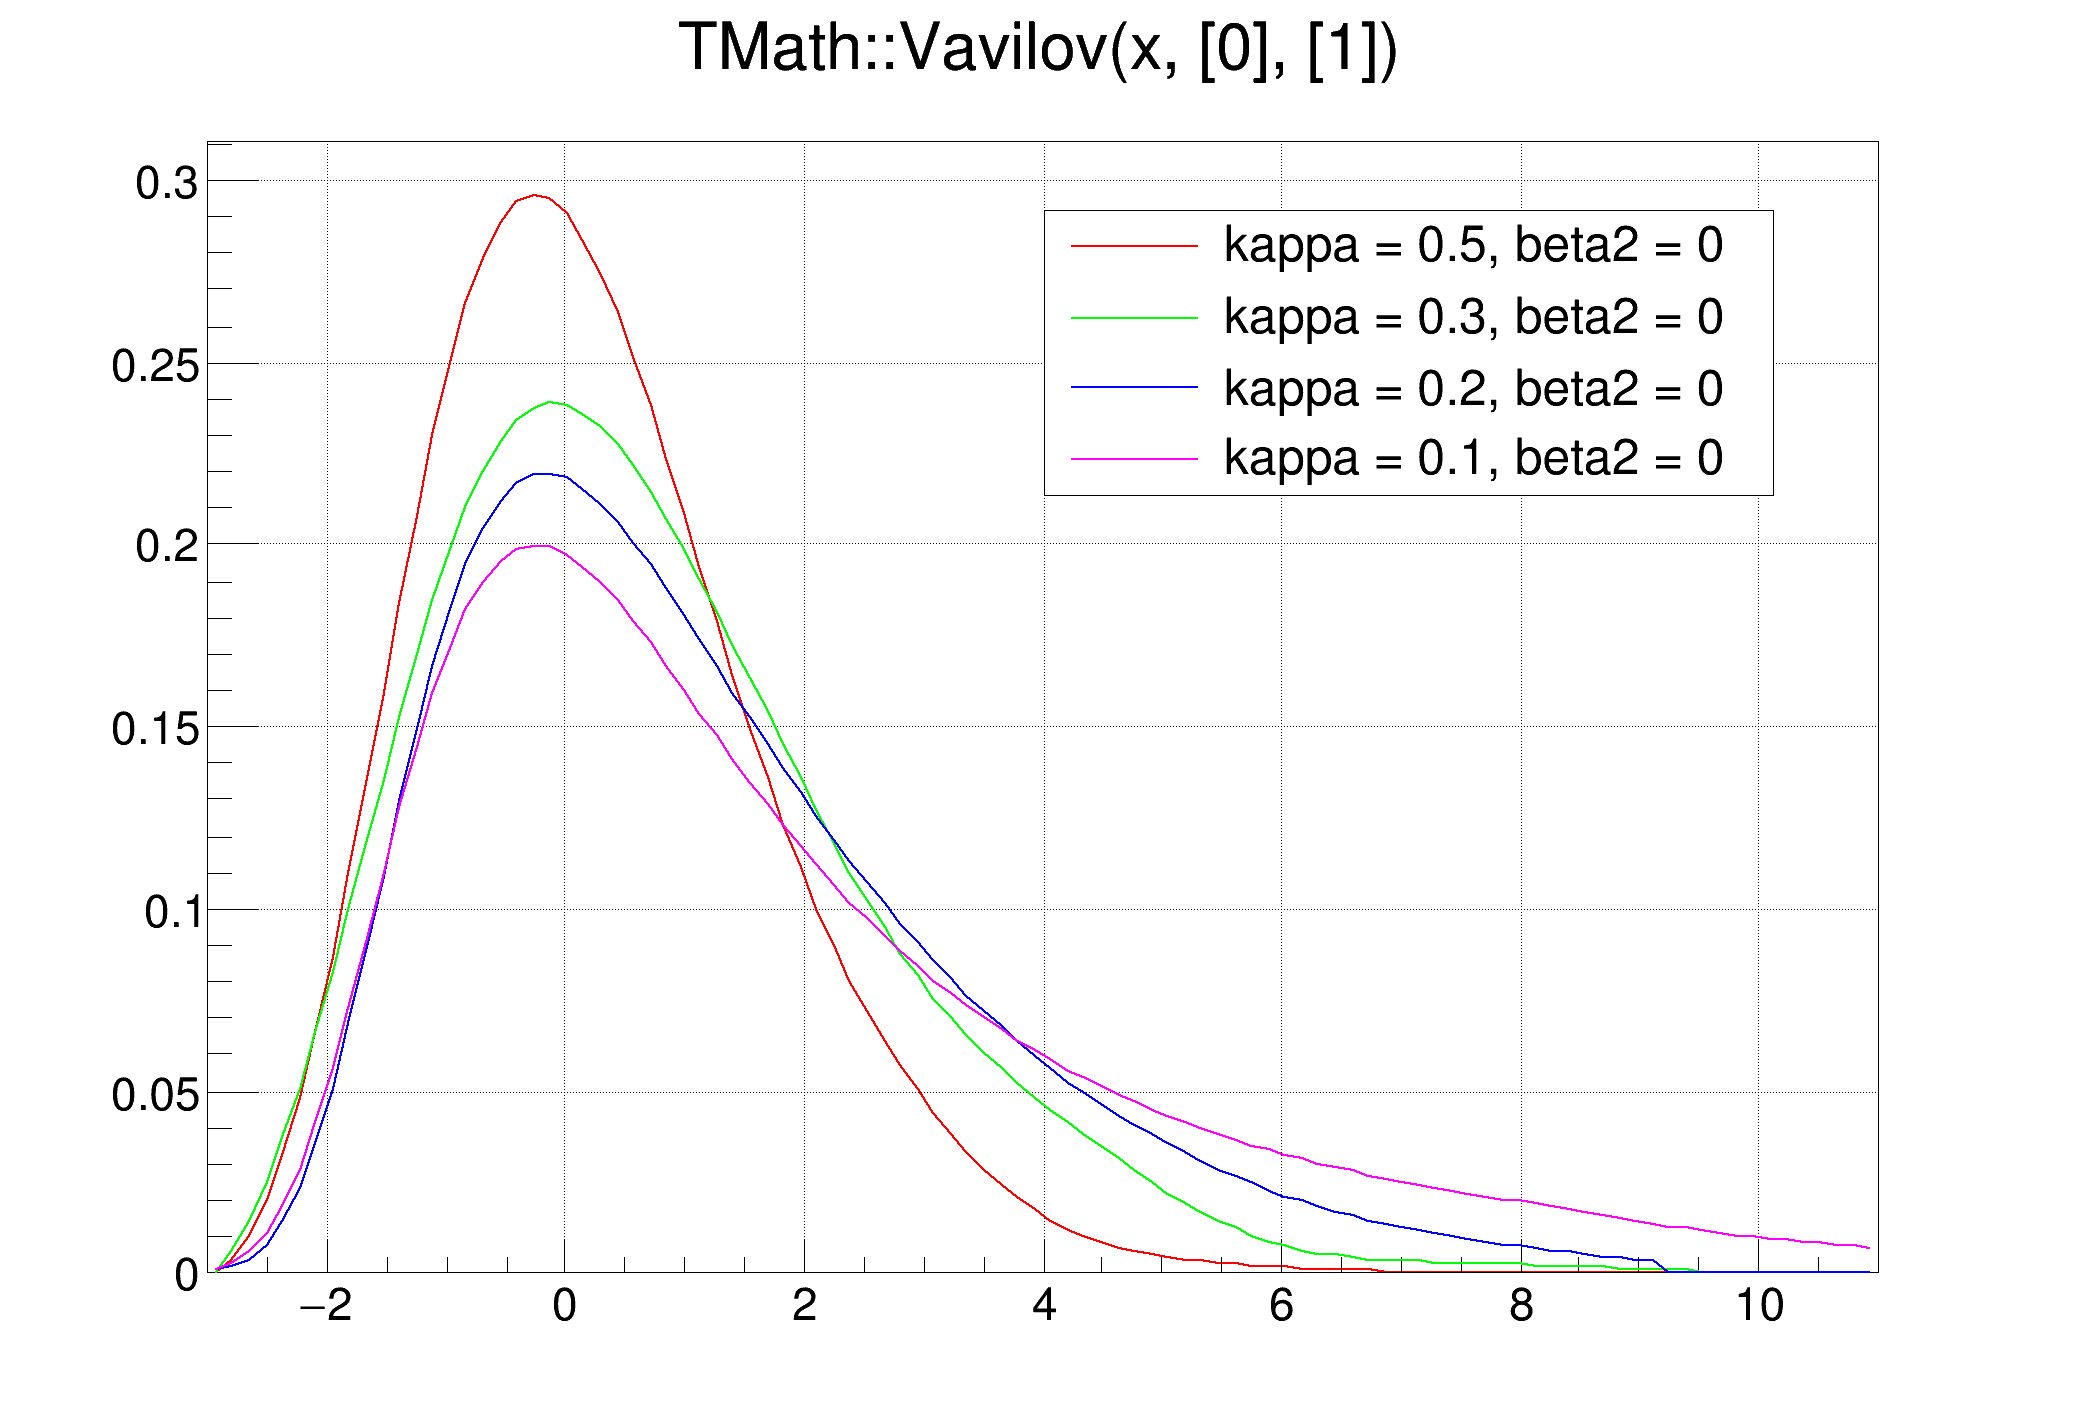 TMath::Vavilov(x, [0], [1])
0.3
0.25
0.2
0.15
0.1
0.05
0
−2 0 2 4 6 8 10
kappa = 0.5, beta2 = 0
kappa = 0.3, beta2 = 0
kappa = 0.2, beta2 = 0
kappa = 0.1, beta2 = 0